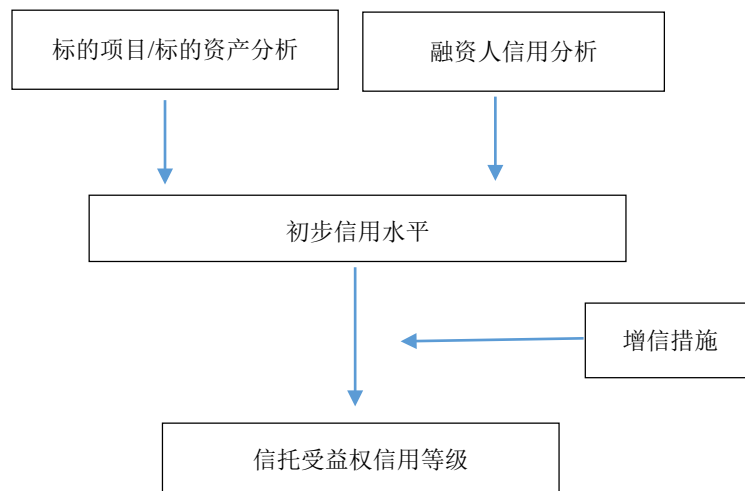 标的项目/标的资产分析
融资人信用分析
初步信用水平
增信措施
信托受益权信用等级